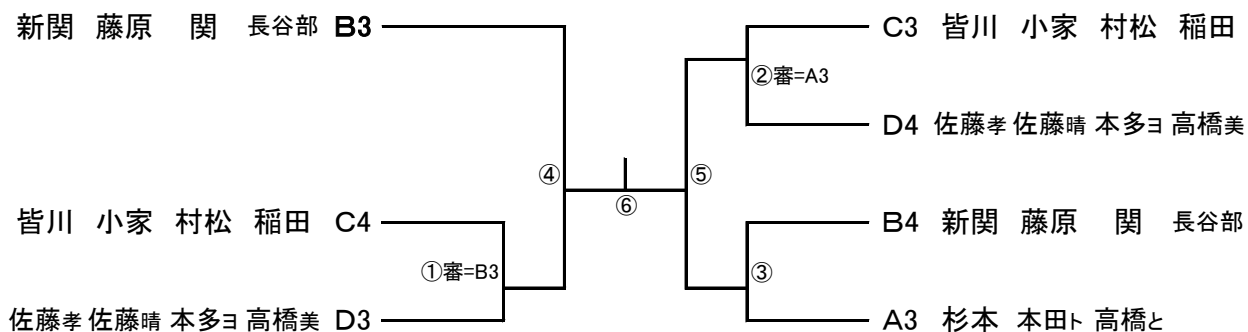 新関 藤原 関 長谷部 B3
④
皆川 小家 村松 稲田 C4
①審=B3
佐藤孝 佐藤晴 本多ヨ 高橋美 D3
⑥
C3 皆川 小家 村松 稲田
②審=A3
D4 佐藤孝 佐藤晴 本多ヨ 高橋美
⑤
B4 新関 藤原 関 長谷部
③
A3 杉本 本田ト 高橋と